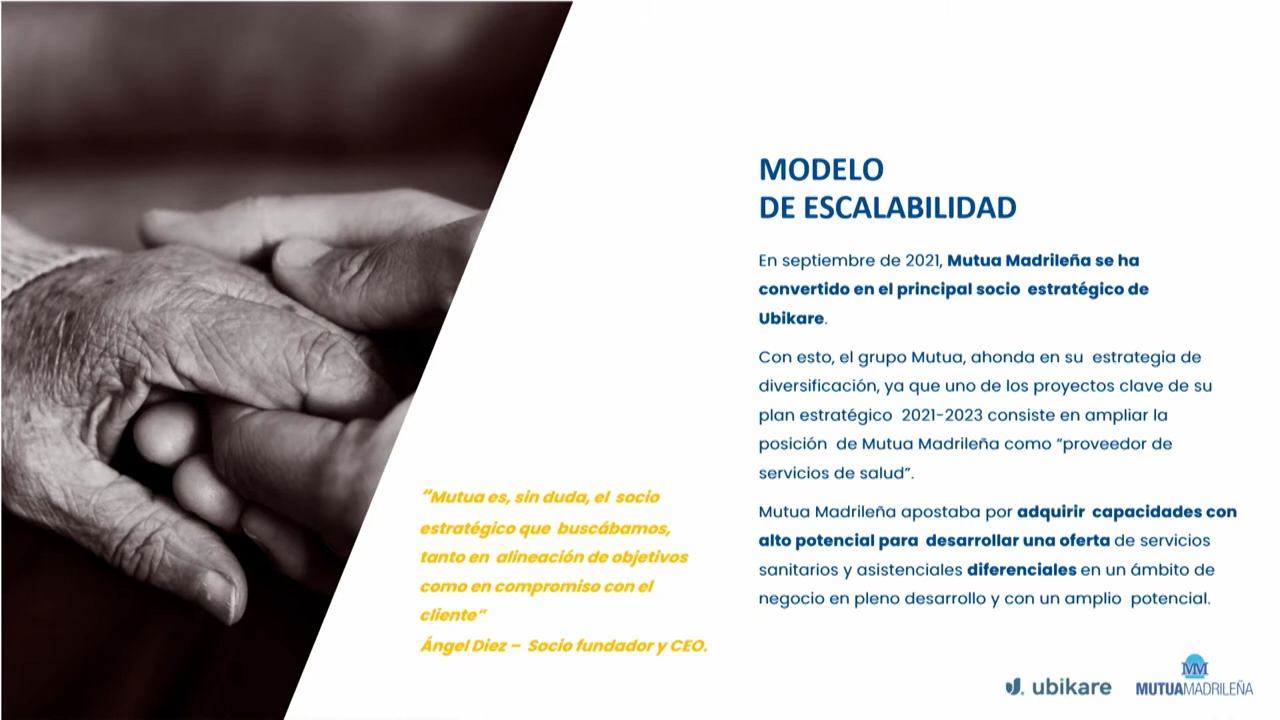 MODELO
DE ESCALABILIDAD
En septiembre de 2021, Mutua Madrileña se ha
convertido en el principal socio estratégico de
Ubikare.
Con esto, el grupo Mutua, ahonda en su estrategia de
diversificación, ya que uno de los proyectos clave de su
plan estratégico 2021-2023 consiste en ampliar la
posición de Mutua Madrileña como “proveedor de
servicios de salud”.
Mutua Madrileña apostaba por adquirir capacidades con
alto potencial para desarrollar una oferta de servicios
sanitarios y asistenciales diferenciales en un ámbito de
negocio en pleno desarrollo y con un amplio potencial.
“Mutua es, sin duda, el socio
estratégico que buscábamos,
tanto en alineación de objetivos
como en compromiso con el
cliente”
Ángel Diez – Socio fundador y CEO.
ubikare
MM
MUTUAMADRILEÑA